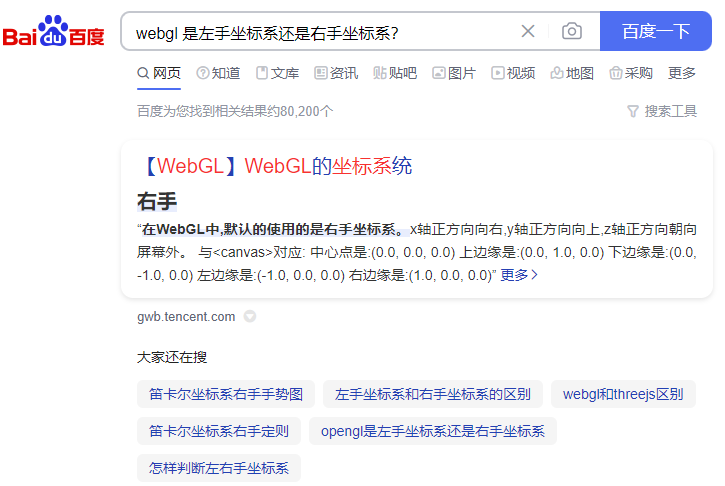 Bai du 百度 webgl 是左手坐标系还是右手坐标系？ 百度一下
网页 知道 文库 资讯 贴吧 图片 视频 地图 采购 更多
百度为您找到相关结果约80,200个 搜索工具
【WebGL】WebGL的坐标系统
右手
“在WebGL中,默认的使用的是右手坐标系。x轴正方向向右,y轴正方向向上,z轴正方向朝向
屏幕外。 与<canvas>对应: 中心点是:(0.0, 0.0, 0.0) 上边缘是:(0.0, 1.0, 0.0) 下边缘是:(0.0,
-1.0, 0.0) 左边缘是:(-1.0, 0.0, 0.0) 右边缘是:(1.0, 0.0, 0.0)” 更多>
gwb.tencent.com
大家还在搜
笛卡尔坐标系右手手势图 左手坐标系和右手坐标系的区别 webgl和threejs区别
笛卡尔坐标系右手定则 opengl是左手坐标系还是右手坐标系
怎样判断左右手坐标系